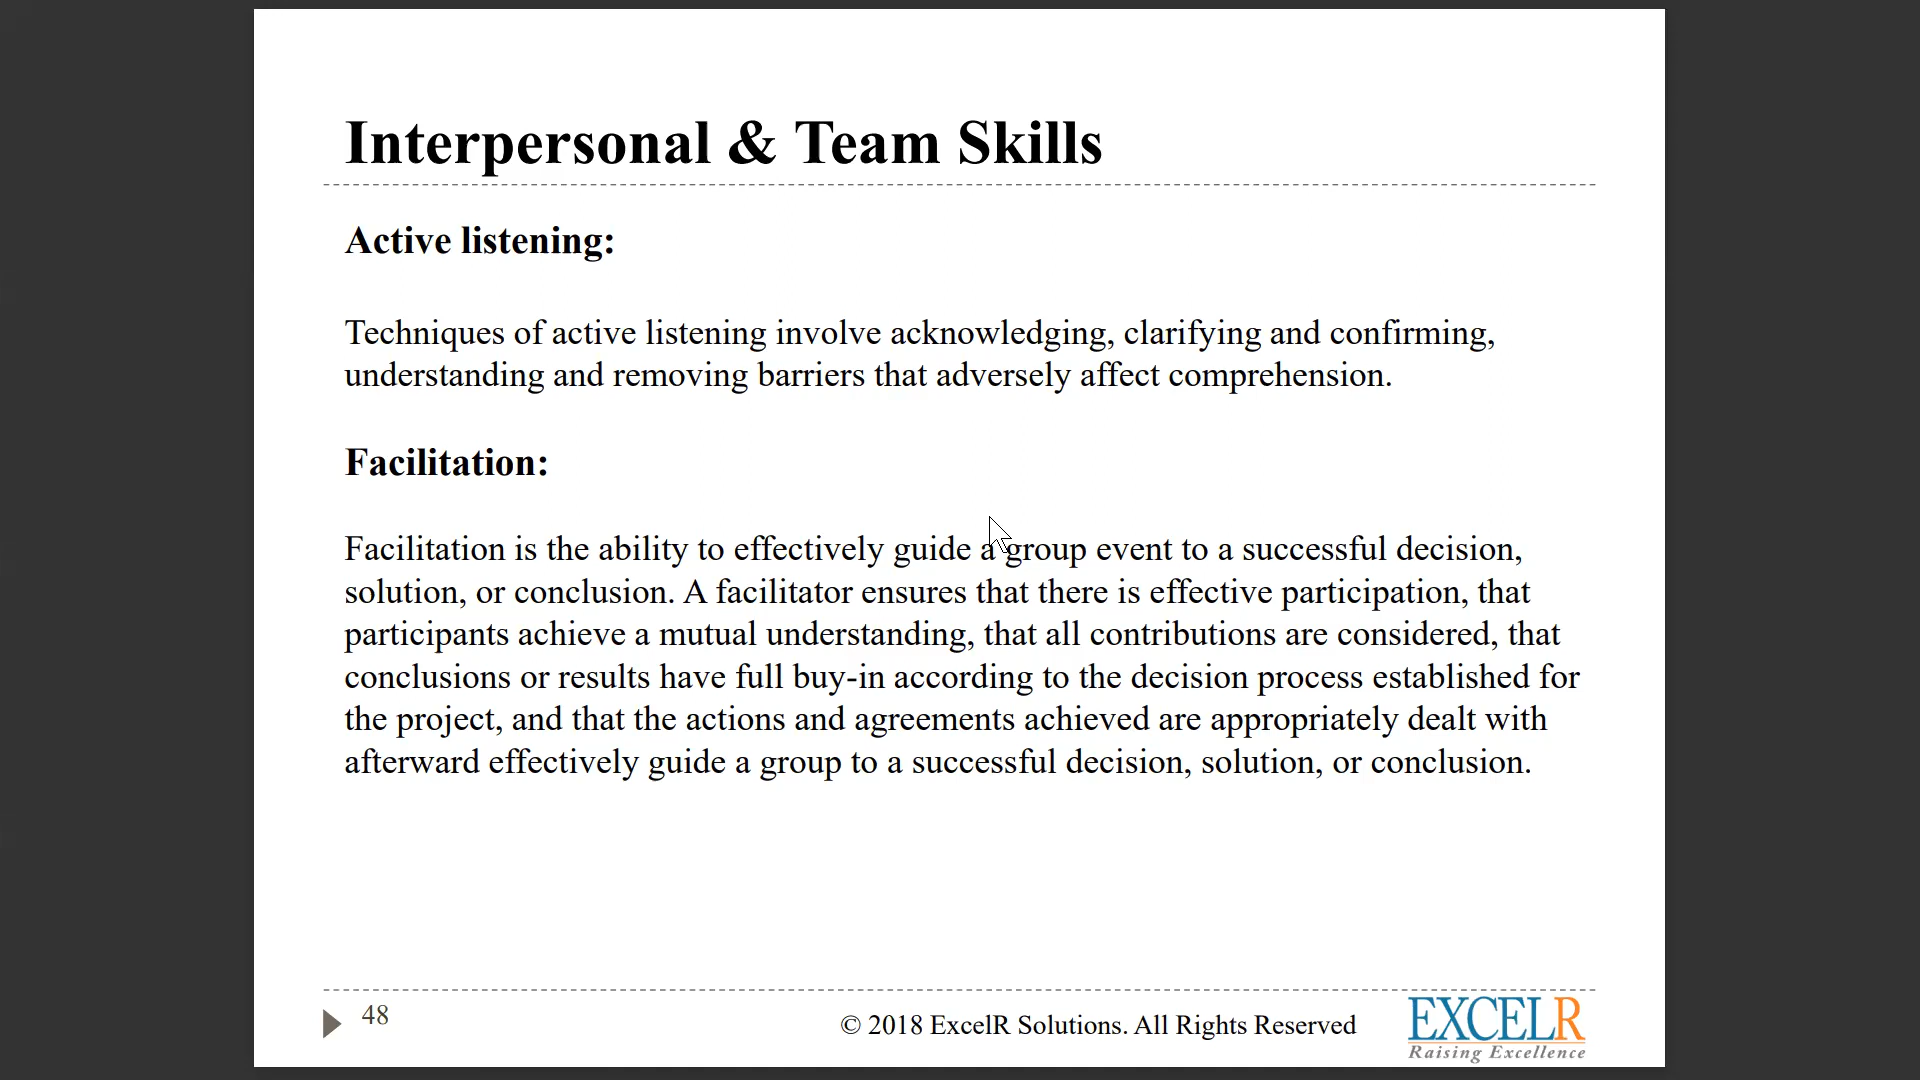 Interpersonal & Team Skills
Active listening:
Techniques of active listening involve acknowledging, clarifying and confirming,
understanding and removing barriers that adversely affect comprehension.
Facilitation:
Facilitation is the ability to effectively guide a group event to a successful decision,
solution, or conclusion. A facilitator ensures that there is effective participation, that
participants achieve a mutual understanding, that all contributions are considered, that
conclusions or results have full buy-in according to the decision process established for
the project, and that the actions and agreements achieved are appropriately dealt with
afterward effectively guide a group to a successful decision, solution, or conclusion.
48
© 2018 ExcelR Solutions. All Rights Reserved
EXCELR
Raising Excellence